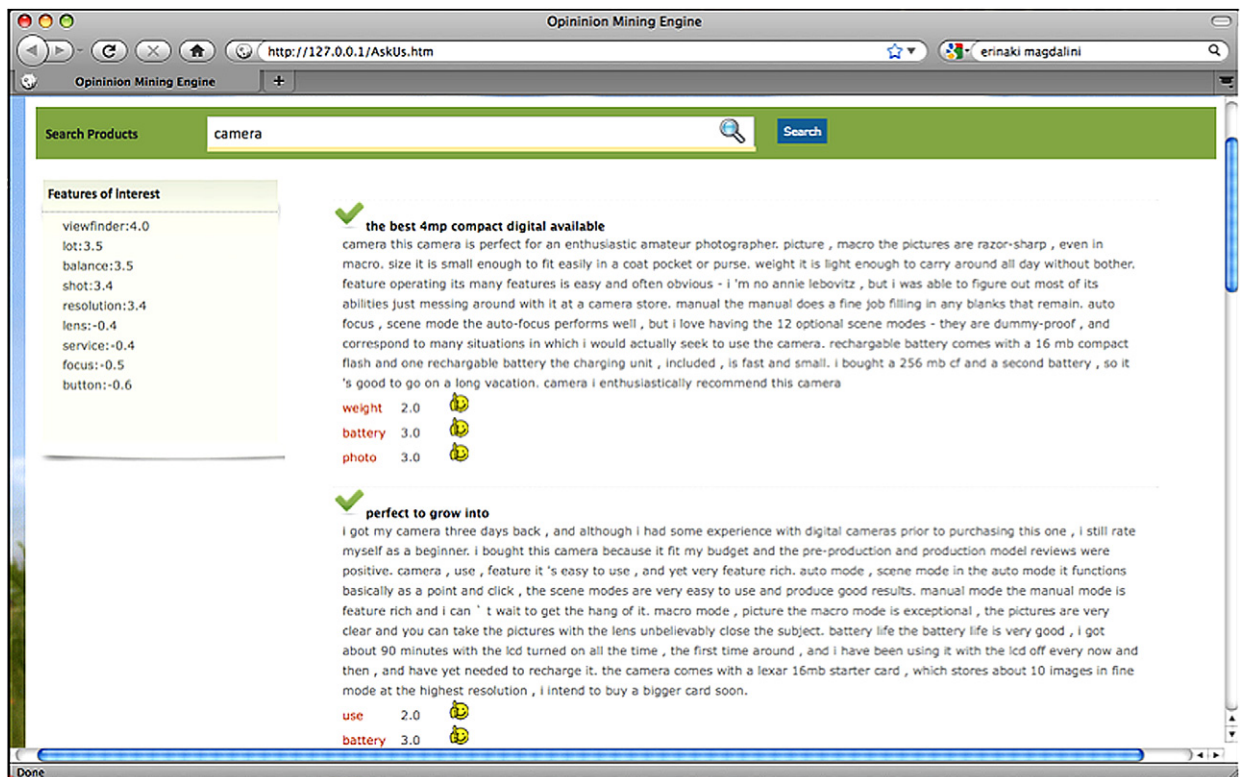 Opininion Mining Engine
http://127.0.0.1/AskUs.htm
erinaki magdalini
Opininion Mining Engine
+
Search Products
camera
Search
Features of Interest
viewfinder:4.0
lot:3.5
balance:3.5
shot:3.4
resolution:3.4
lens:-0.4
service:-0.4
focus:-0.5
button:-0.6
the best 4mp compact digital available
camera this camera is perfect for an enthusiastic amateur photographer. picture , macro the pictures are razor-sharp , even in
macro. size it is small enough to fit easily in a coat pocket or purse. weight it is light enough to carry around all day without bother.
feature operating its many features is easy and often obvious - i 'm no annie lebovitz , but i was able to figure out most of its
abilities just messing around with it at a camera store. manual the manual does a fine job filling in any blanks that remain. auto
focus , scene mode the auto-focus performs well , but i love having the 12 optional scene modes - they are dummy-proof , and
correspond to many situations in which i would actually seek to use the camera. rechargable battery comes with a 16 mb compact
flash and one rechargable battery the charging unit , included , is fast and small. i bought a 256 mb cf and a second battery , so it
's good to go on a long vacation. camera i enthusiastically recommend this camera
weight 2.0
battery 3.0
photo 3.0
perfect to grow into
i got my camera three days back , and although i had some experience with digital cameras prior to purchasing this one , i still rate
myself as a beginner. i bought this camera because it fit my budget and the pre-production and production model reviews were
positive. camera , use , feature it 's easy to use , and yet very feature rich. auto mode , scene mode in the auto mode it functions
basically as a point and click , the scene modes are very easy to use and produce good results. manual mode the manual mode is
feature rich and i can ` t wait to get the hang of it. macro mode , picture the macro mode is exceptional , the pictures are very
clear and you can take the pictures with the lens unbelievably close the subject. battery life the battery life is very good , i got
about 90 minutes with the lcd turned on all the time , the first time around , and i have been using it with the lcd off every now and
then , and have yet needed to recharge it. the camera comes with a lexar 16mb starter card , which stores about 10 images in fine
mode at the highest resolution , i intend to buy a bigger card soon.
use 2.0
battery 3.0
Done